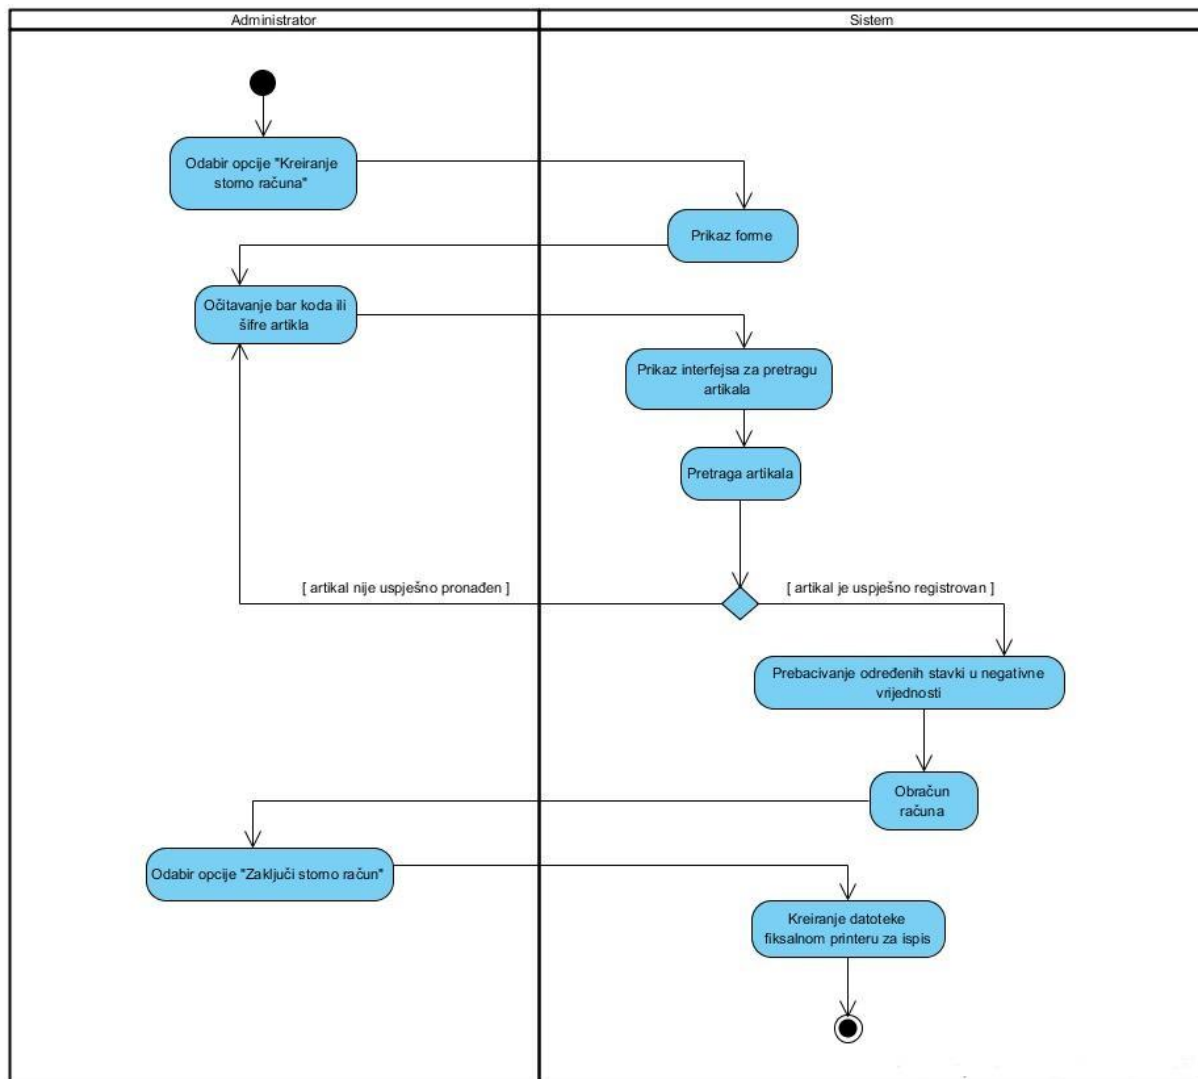 Administrator
Sistem
Odabir opcije "Kreiranje
storno računa"
Prikaz forme
Očitavanje bar koda ili
šifre artikla
Prikaz interfejsa za pretragu
artikala
Pretraga artikala
[ artikal nije uspješno pronađen ]
[ artikal je uspješno registrovan ]
Prebacivanje određenih stavki u negativne
vrijednosti
Obračun
računa
Odabir opcije "Zaključi storno račun"
Kreiranje datoteke
fiksalnom printeru za ispis